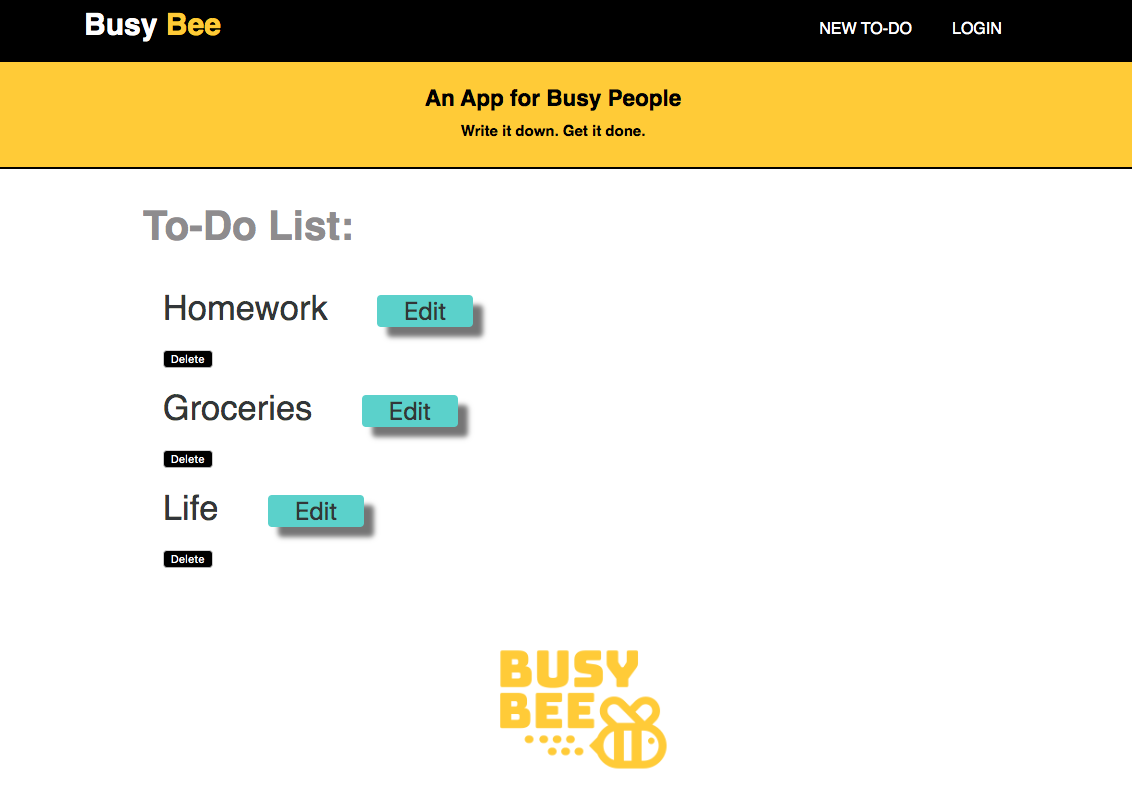 Busy Bee NEW TO-DO LOGIN
An App for Busy People
Write it down. Get it done.
To-Do List:
Homework Edit
Delete
Groceries Edit
Delete
Life Edit
Delete
BUSY
BEE